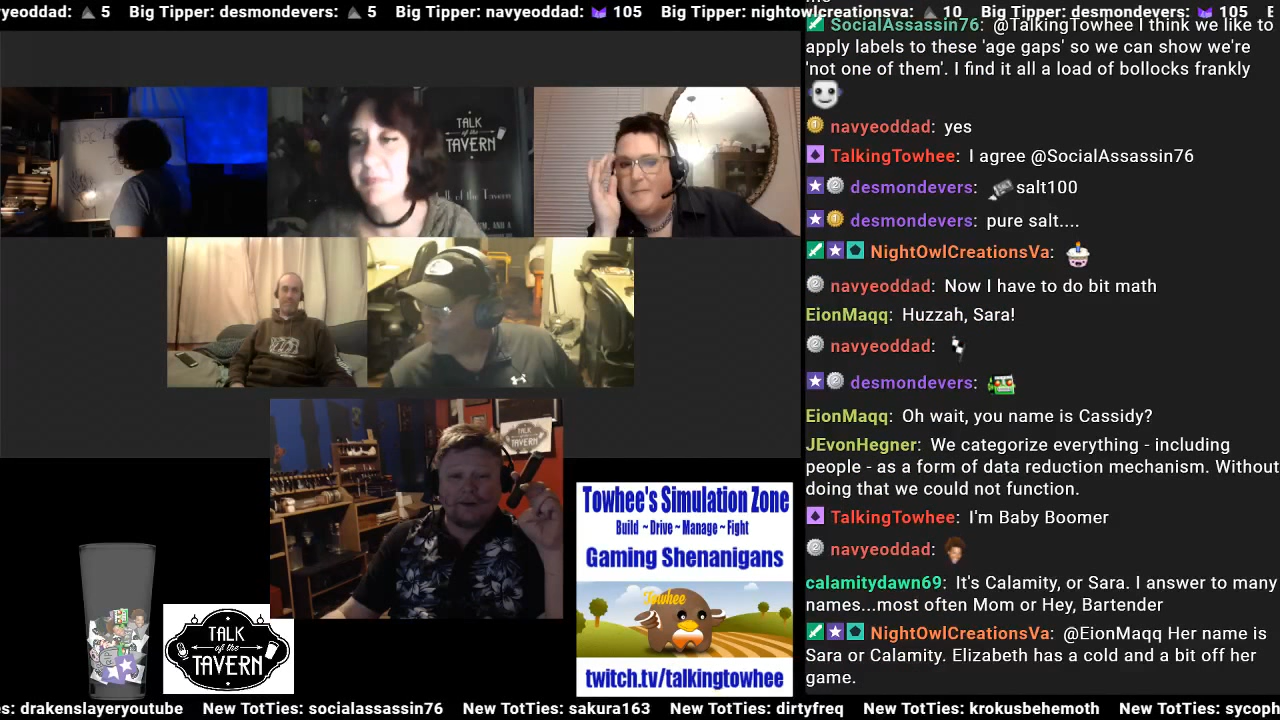 yeoddad: 5 Big Tipper: desmondevers: 5 Big Tipper: navyeoddad: 105 Big Tipper: nightowlcreationsva: 10 Big Tipper: desmondevers: 105
SocialAssassin76: @TalkingTowhee I think we like to
apply labels to these 'age gaps' so we can show we're
'not one of them'. I find it all a load of bollocks frankly
navyeoddad: yes
TalkingTowhee: I agree @SocialAssassin76
desmondevers: salt100
desmondevers: pure salt....
NightOwlCreationsVa:
navyeoddad: Now I have to do bit math
EionMaqq: Huzzah, Sara!
navyeoddad:
desmondevers:
EionMaqq: Oh wait, you name is Cassidy?
JEvonHegner: We categorize everything - including
people - as a form of data reduction mechanism. Without
doing that we could not function.
TalkingTowhee: I'm Baby Boomer
navyeoddad:
calamitydawn69: It's Calamity, or Sara. I answer to many
names...most often Mom or Hey, Bartender
NightOwlCreationsVa: @EionMaqq Her name is
Sara or Calamity. Elizabeth has a cold and a bit off her
game.
TALK
of the
TAVERN
TALK
of the
TAVERN
Towhee's Simulation Zone
Build ~ Drive ~ Manage ~ Fight
Gaming Shenanigans
Towhee
twitch.tv/talkingtowhee
TALK
of the
TAVERN
es: drakenslayeryoutube New TotTies: socialassassin76 New TotTies: sakura163 New TotTies: dirtyfreq New TotTies: krokusbehemoth New TotTies: sycoph